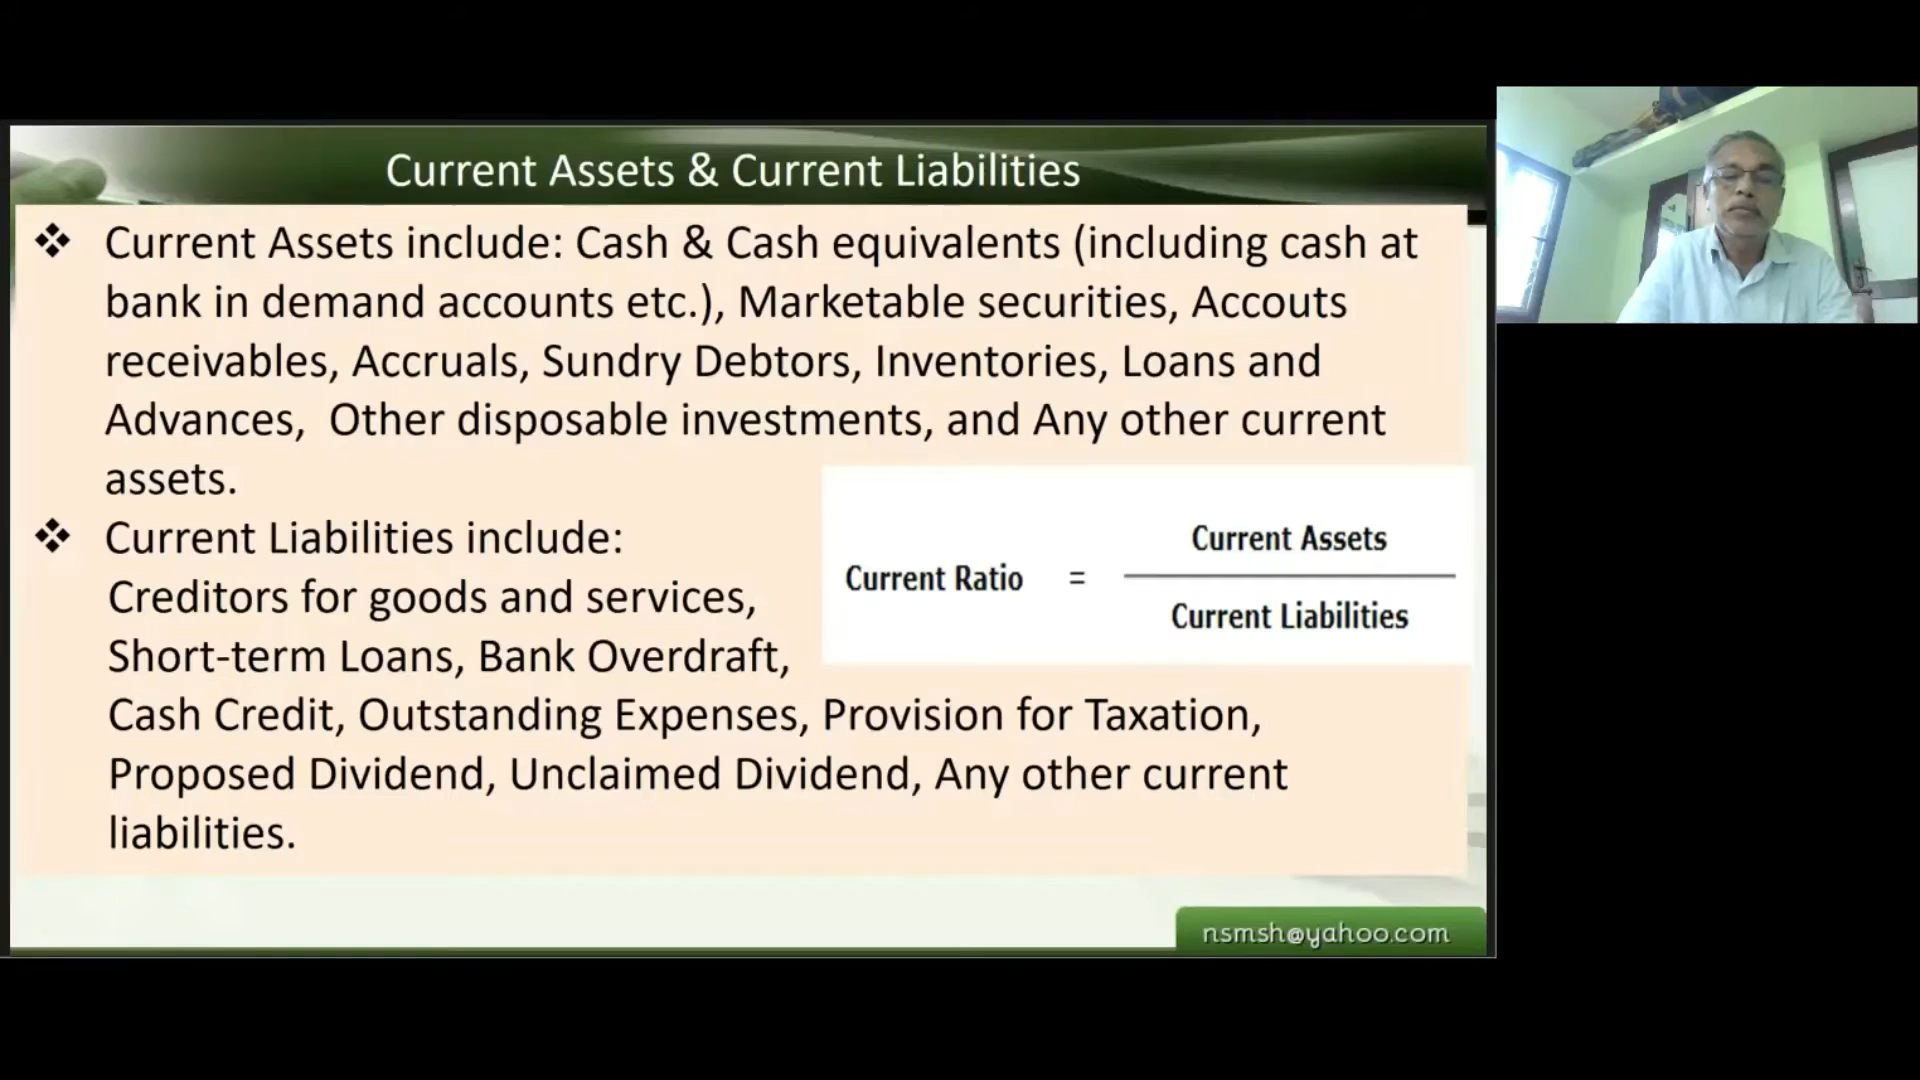 Current Assets & Current Liabilities
❖ Current Assets include: Cash & Cash equivalents (including cash at
bank in demand accounts etc.), Marketable securities, Accouts
receivables, Accruals, Sundry Debtors, Inventories, Loans and
Advances, Other disposable investments, and Any other current
assets.
❖ Current Liabilities include:
Creditors for goods and services,
Short-term Loans, Bank Overdraft,
Cash Credit, Outstanding Expenses, Provision for Taxation,
Proposed Dividend, Unclaimed Dividend, Any other current
liabilities.
Current Assets
Current Ratio =
Current Liabilities
nsmsh@yahoo.com